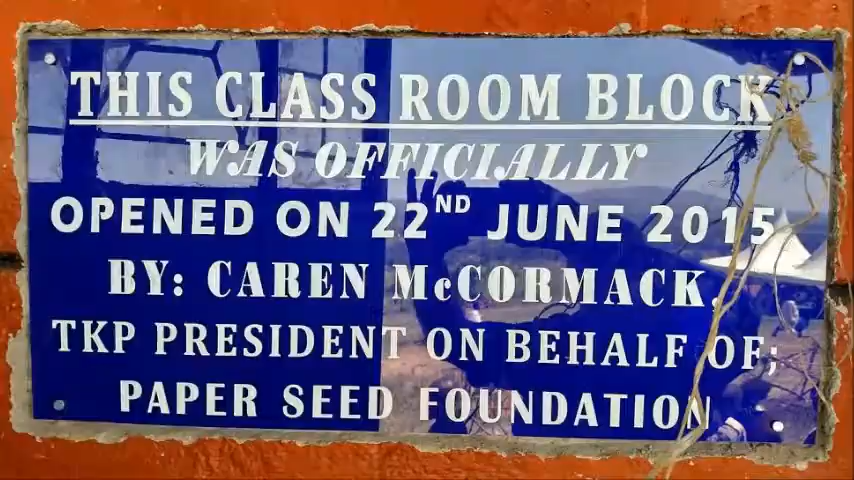 THIS CLASS ROOM BLOCK
WAS OFFICIALLY
OPENED ON 22ND JUNE 2015
BY: CAREN McCORMACK,
TKP PRESIDENT ON BEHALF OF;
PAPER SEED FOUNDATION